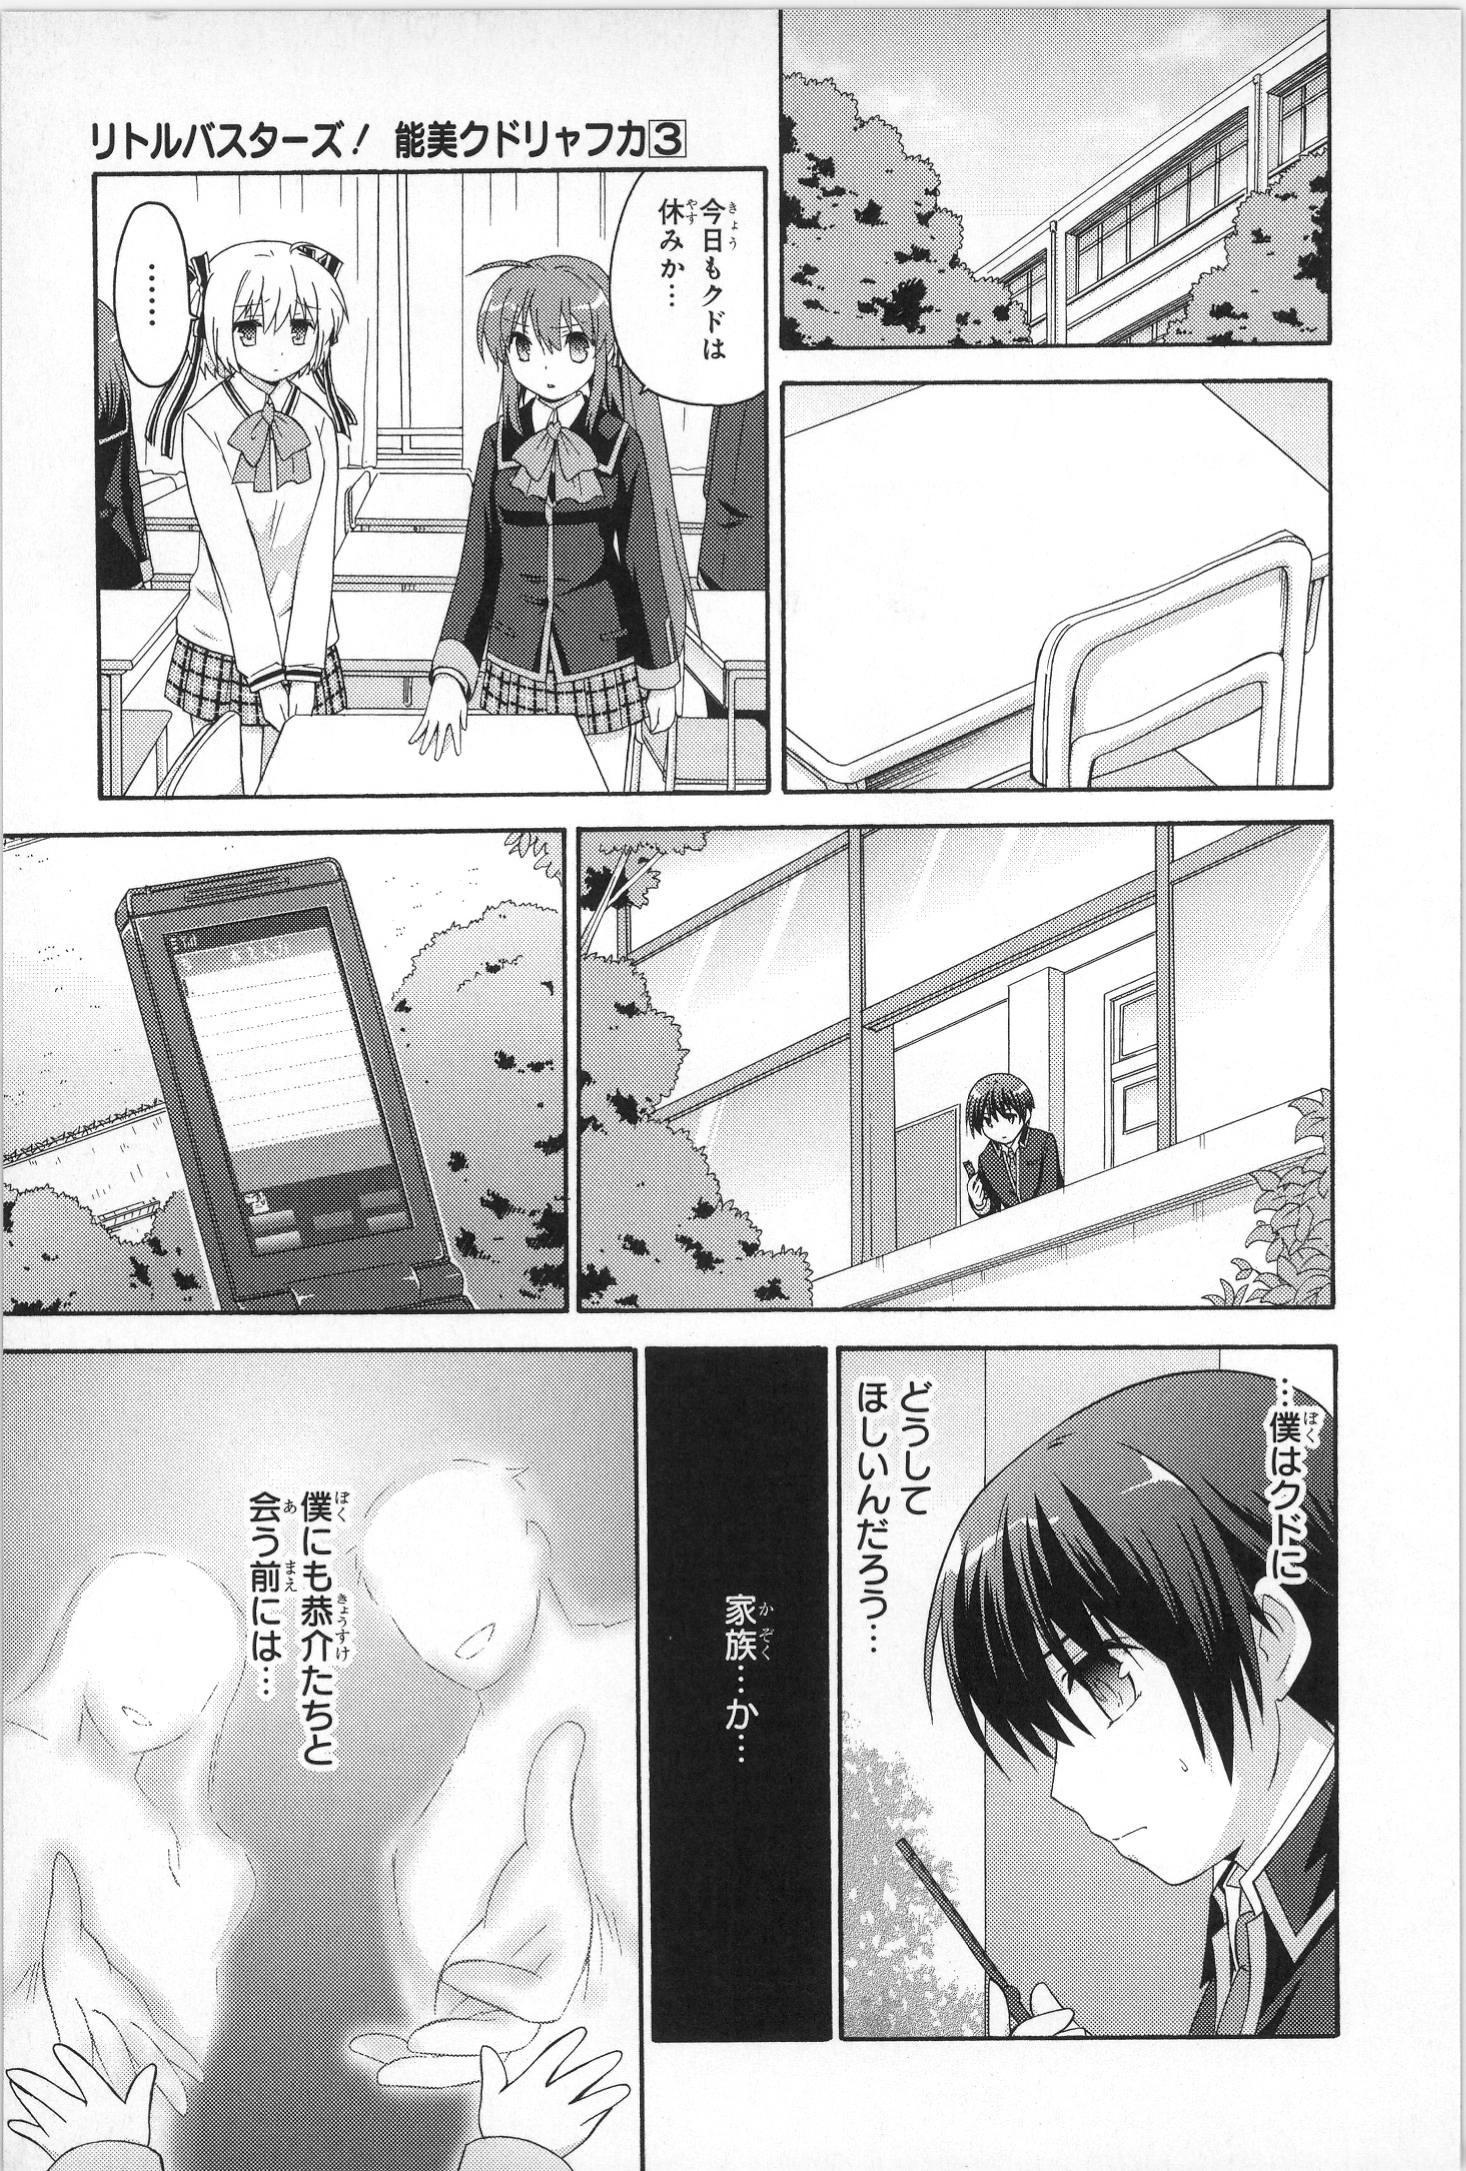 リトルバスターズ！ 能美クドリャフカ3
今日もクドは
休みか…
……
…僕はクドに
どうして
ほしいんだろう…
家族…か…
僕にも恭介たちと
会う前には…